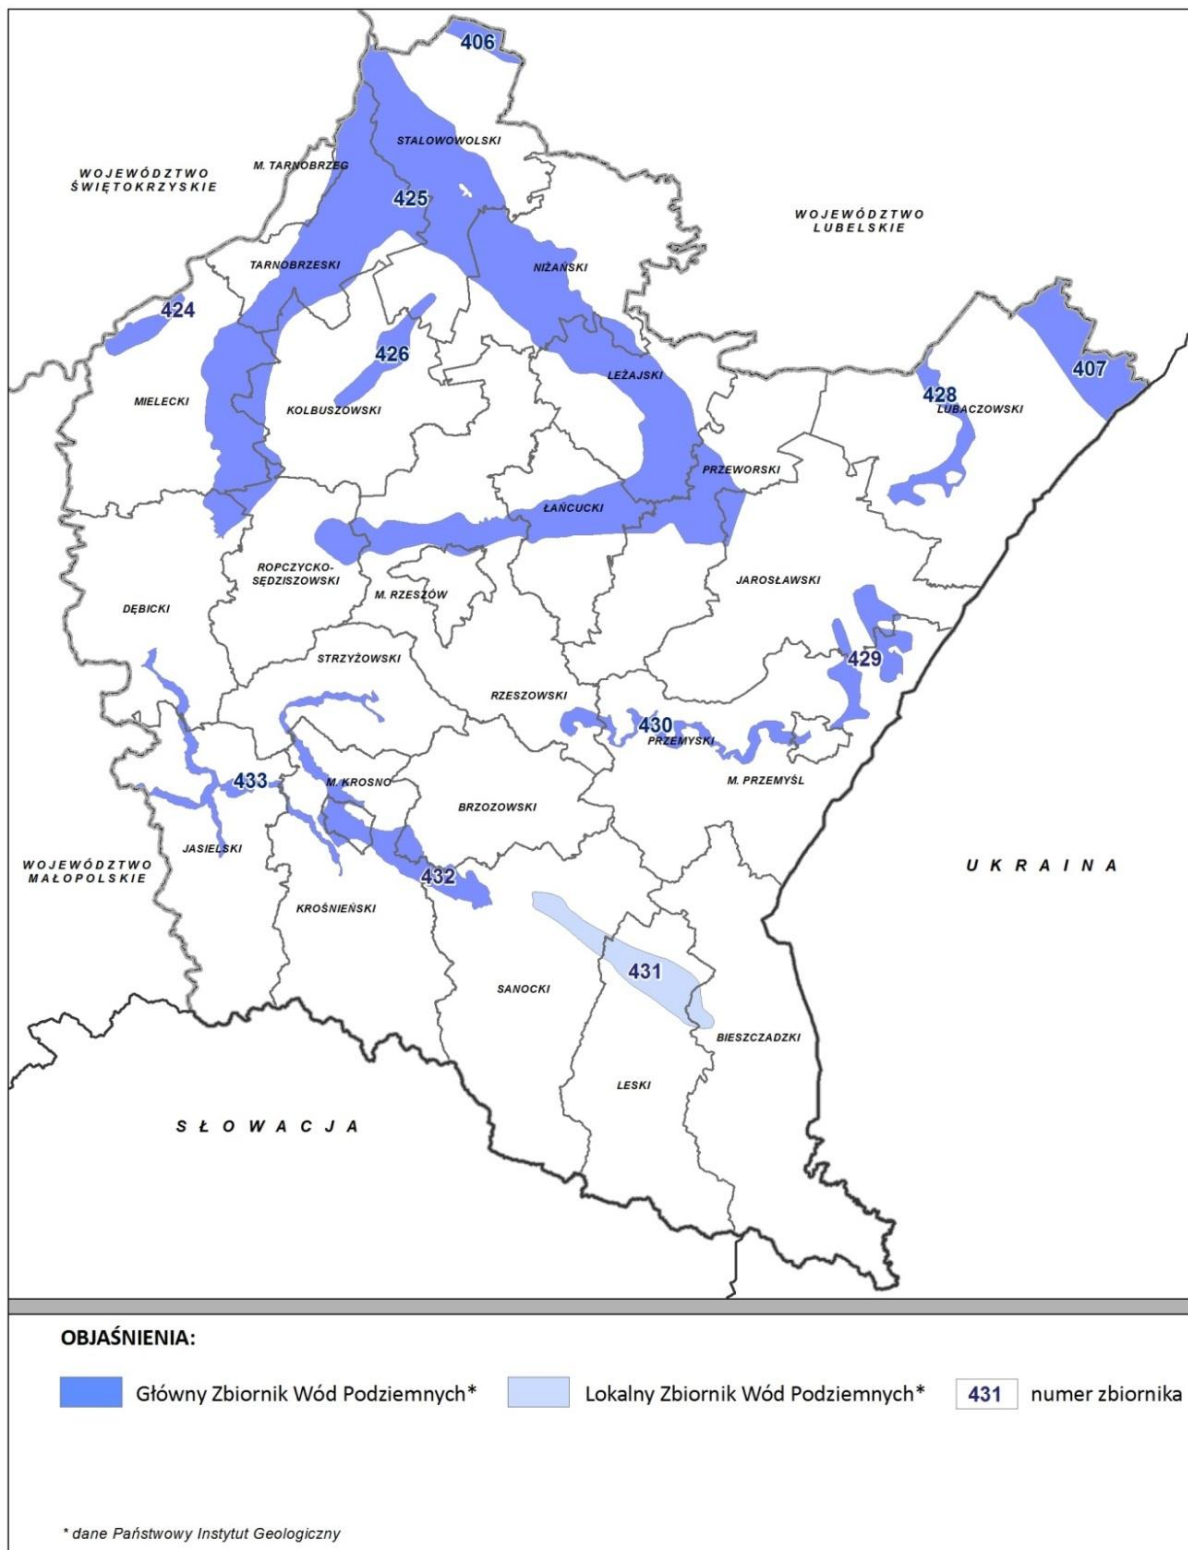 406
STALOWOWOLSKI
M. TARNOBRZEG
WOJEWÓDZTWO
ŚWIĘTOKRZYSKIE
425
WOJEWÓDZTWO
LUBELSKIE
TARNOBRZESKI
NIŻAŃSKI
424
426
407
LEŻAJSKI
428
MIELECKI
KOLBUSZOWSKI
LUBACZOWSKI
PRZEWORSKI
ŁAŃCUCKI
ROPCZYCKO-
SĘDZISZOWSKI
JAROSŁAWSKI
M. RZESZÓW
DĘBICKI
STRZYŻOWSKI
429
RZESZOWSKI
430
PRZEMYSKI
433
M. KROSNO
M. PRZEMYŚL
BRZOZOWSKI
JASIELSKI
WOJEWÓDZTWO
MAŁOPOLSKIE
432
UKRAINA
KROŚNIEŃSKI
431
SANOCKI
BIESZCZADZKI
LESKI
SŁOWACJA
OBJAŚNIENIA:
Główny Zbiornik Wód Podziemnych*
Lokalny Zbiornik Wód Podziemnych*
431 numer zbiornika
* dane Państwowy Instytut Geologiczny